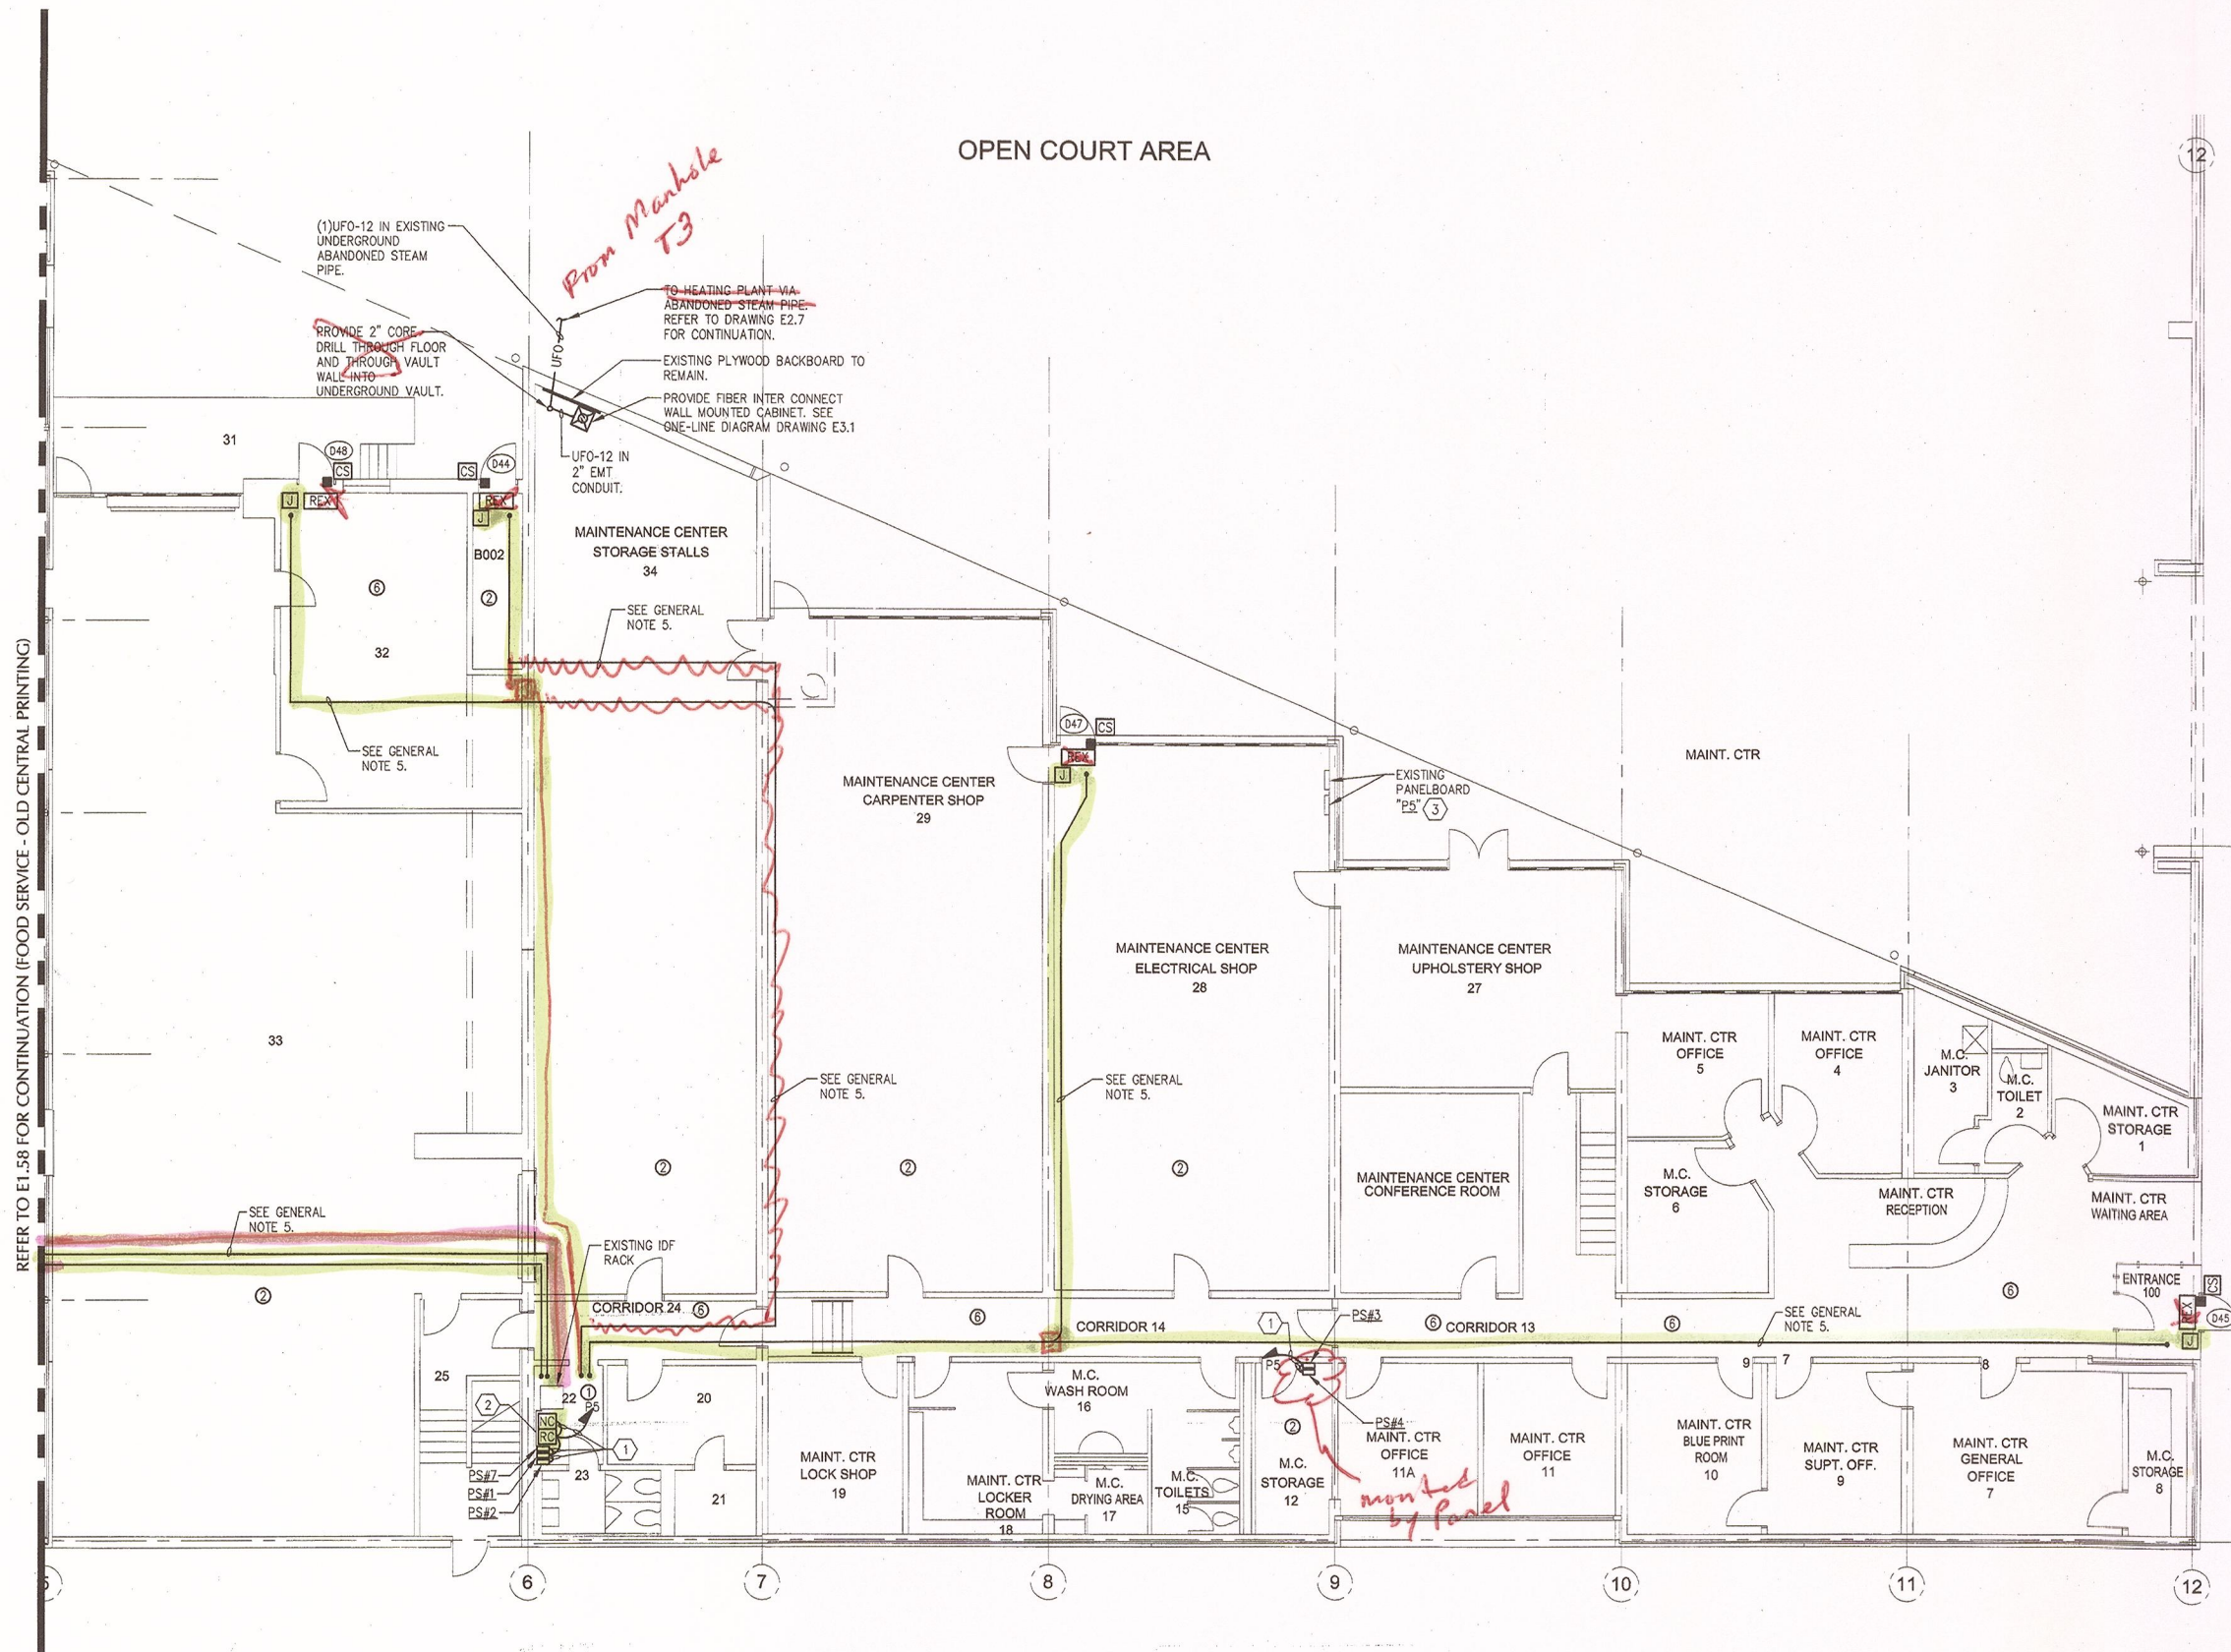 OPEN COURT AREA
12
From Manhole
T3
(1)UFO-12 IN EXISTING
UNDERGROUND
ABANDONED STEAM
PIPE.
TO HEATING PLANT VIA
ABANDONED STEAM PIPE.
REFER TO DRAWING E2.7
FOR CONTINUATION.
PROVIDE 2" CORE
DRILL THROUGH FLOOR
AND THROUGH VAULT
WALL INTO
UNDERGROUND VAULT.
UFO
EXISTING PLYWOOD BACKBOARD TO
REMAIN.
PROVIDE FIBER INTER CONNECT
WALL MOUNTED CABINET. SEE
ONE-LINE DIAGRAM DRAWING E3.1
UFO-12 IN
2" EMT
CONDUIT.
31
D48
CS
CS
D44
J
REX
REX
J
B002
6
2
32
MAINTENANCE CENTER
STORAGE STALLS
34
SEE GENERAL
NOTE 5.
SEE GENERAL
NOTE 5.
REFER TO E1.58 FOR CONTINUATION (FOOD SERVICE - OLD CENTRAL PRINTING)
D47
CS
REX
J
MAINTENANCE CENTER
CARPENTER SHOP
29
EXISTING
PANELBOARD
"P5"
3
MAINT. CTR
MAINTENANCE CENTER
ELECTRICAL SHOP
28
MAINTENANCE CENTER
UPHOLSTERY SHOP
27
33
SEE GENERAL
NOTE 5.
SEE GENERAL
NOTE 5.
MAINT. CTR
OFFICE
5
MAINT. CTR
OFFICE
4
M.C.
JANITOR
3
M.C.
TOILET
2
MAINT. CTR
STORAGE
1
2
2
2
MAINTENANCE CENTER
CONFERENCE ROOM
M.C.
STORAGE
6
MAINT. CTR
RECEPTION
MAINT. CTR
WAITING AREA
SEE GENERAL
NOTE 5.
EXISTING IDF
RACK
2
CORRIDOR 24
6
6
CORRIDOR 14
1
PS#3
6
CORRIDOR 13
6
SEE GENERAL
NOTE 5.
6
ENTRANCE
100
CS
REX
D45
J
P5
9
7
8
25
22
1
P5
20
2
NC
RC
1
PS#7
PS#1
PS#2
23
21
MAINT. CTR
LOCK SHOP
19
MAINT. CTR
LOCKER
ROOM
18
M.C.
WASH ROOM
16
M.C.
DRYING AREA
17
M.C.
TOILETS
15
2
M.C.
STORAGE
12
PS#4
MAINT. CTR
OFFICE
11A
MAINT. CTR
OFFICE
11
MAINT. CTR
BLUE PRINT
ROOM
10
MAINT. CTR
SUPT. OFF.
9
MAINT. CTR
GENERAL
OFFICE
7
M.C.
STORAGE
8
monted
by Panel
5
6
7
8
9
10
11
12